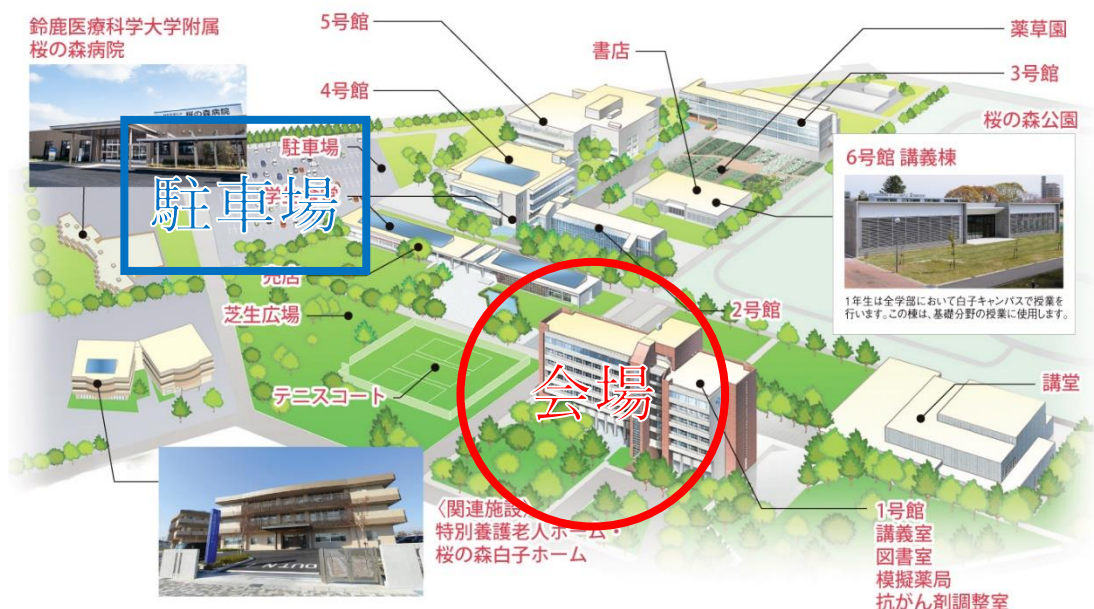 鈴鹿医療科学大学附属
桜の森病院
5号館
4号館
書店
薬草園
3号館
桜の森公園
桜の森病院
駐車場
駐車場
6号館 講義棟
1年生は全学部において白子キャンパスで授業を
行います。この棟は、基礎分野の授業に使用します。
売店
芝生広場
2号館
テニスコート
会場
講堂
〈関連施設〉
特別養護老人ホーム・
桜の森白子ホーム
OUT
1号館
講義室
図書室
模擬薬局
抗がん剤調整室